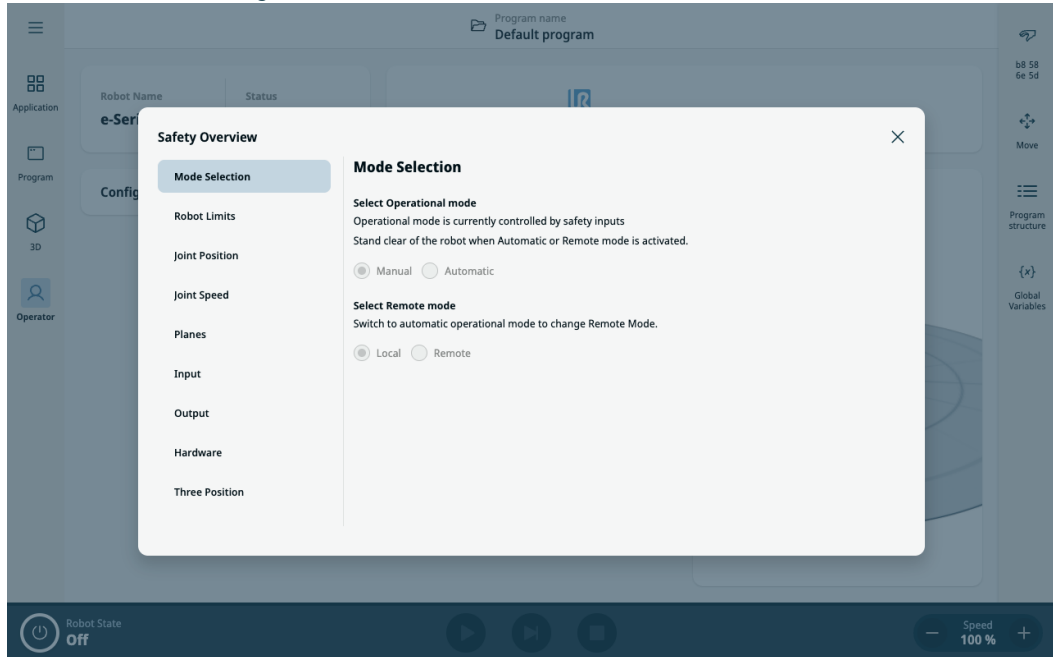 Program name
Default program
b8 58
6e 5d
Application
Robot Name
Status
e-Seri
Move
Program
Config
Program
structure
3D
{x}
Global
Variables
Operator
Safety Overview
Mode Selection
Robot Limits
Joint Position
Joint Speed
Planes
Input
Output
Hardware
Three Position
Mode Selection
Select Operational mode
Operational mode is currently controlled by safety inputs
Stand clear of the robot when Automatic or Remote mode is activated.
Manual Automatic
Select Remote mode
Switch to automatic operational mode to change Remote Mode.
Local Remote
Robot State
Off
Speed
100 %